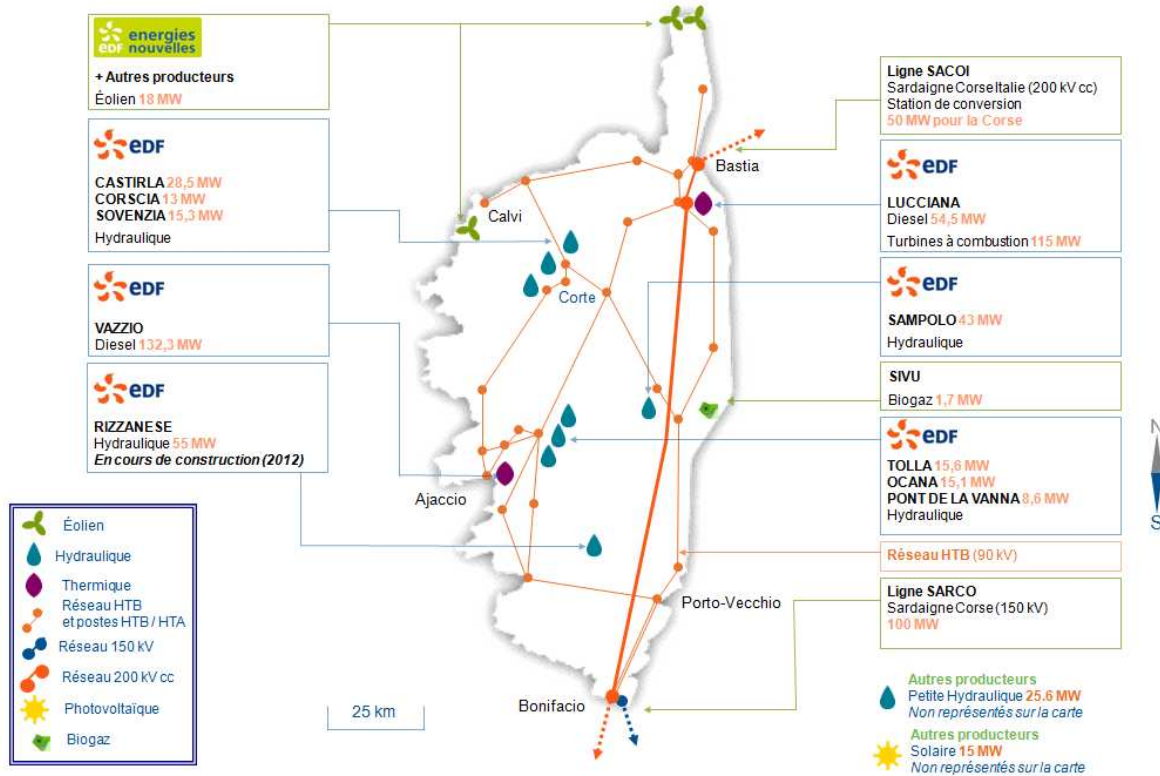 edf energies
nouvelles
+ Autres producteurs
Éolien 18 MW
edf
CASTIRLA 28,5 MW
CORSCIA 13 MW
SOVENZIA 15,3 MW
Hydraulique
edf
VAZZIO
Diesel 132,3 MW
edf
RIZZANESE
Hydraulique 55 MW
En cours de construction (2012)
Éolien
Hydraulique
Thermique
Réseau HTB
et postes HTB / HTA
Réseau 150 kV
Réseau 200 kV cc
Photovoltaïque
Biogaz
Bastia
Calvi
Corte
Ajaccio
Porto-Vecchio
Bonifacio
25 km
Ligne SACOI
Sardaigne Corse Italie (200 kV cc)
Station de conversion
50 MW pour la Corse
edf
LUCCIANA
Diesel 54,5 MW
Turbines à combustion 115 MW
edf
SAMPOLO 43 MW
Hydraulique
SIVU
Biogaz 1,7 MW
edf
TOLLA 15,6 MW
OCANA 15,1 MW
PONT DE LA VANNA 8,6 MW
Hydraulique
Réseau HTB (90 kV)
Ligne SARCO
Sardaigne Corse (150 kV)
100 MW
Autres producteurs
Petite Hydraulique 25.6 MW
Non représentés sur la carte
Autres producteurs
Solaire 15 MW
Non représentés sur la carte
N
S